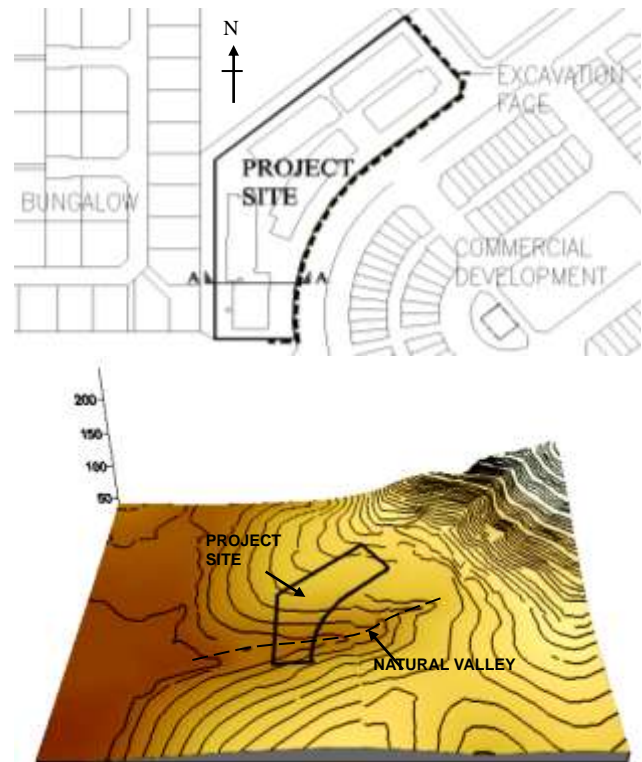 N
EXCAVATION
FACE
PROJECT
SITE
BUNGALOW
COMMERCIAL
DEVELOPMENT
A
A
200
150
100
50
PROJECT
SITE
NATURAL VALLEY